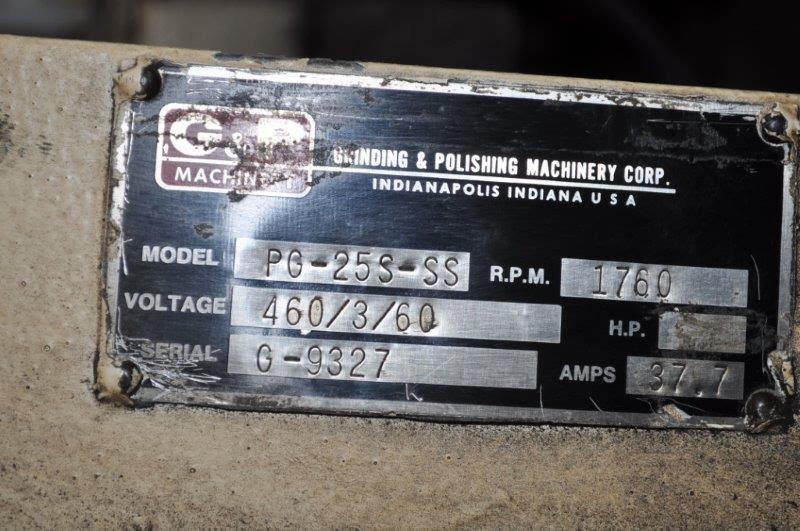 G&P
MACHINERY
GRINDING & POLISHING MACHINERY CORP.
INDIANAPOLIS INDIANA U S A
MODEL PG-25S-SS R.P.M. 1760
VOLTAGE 460/3/60 H.P.
SERIAL G-9327 AMPS 37.7